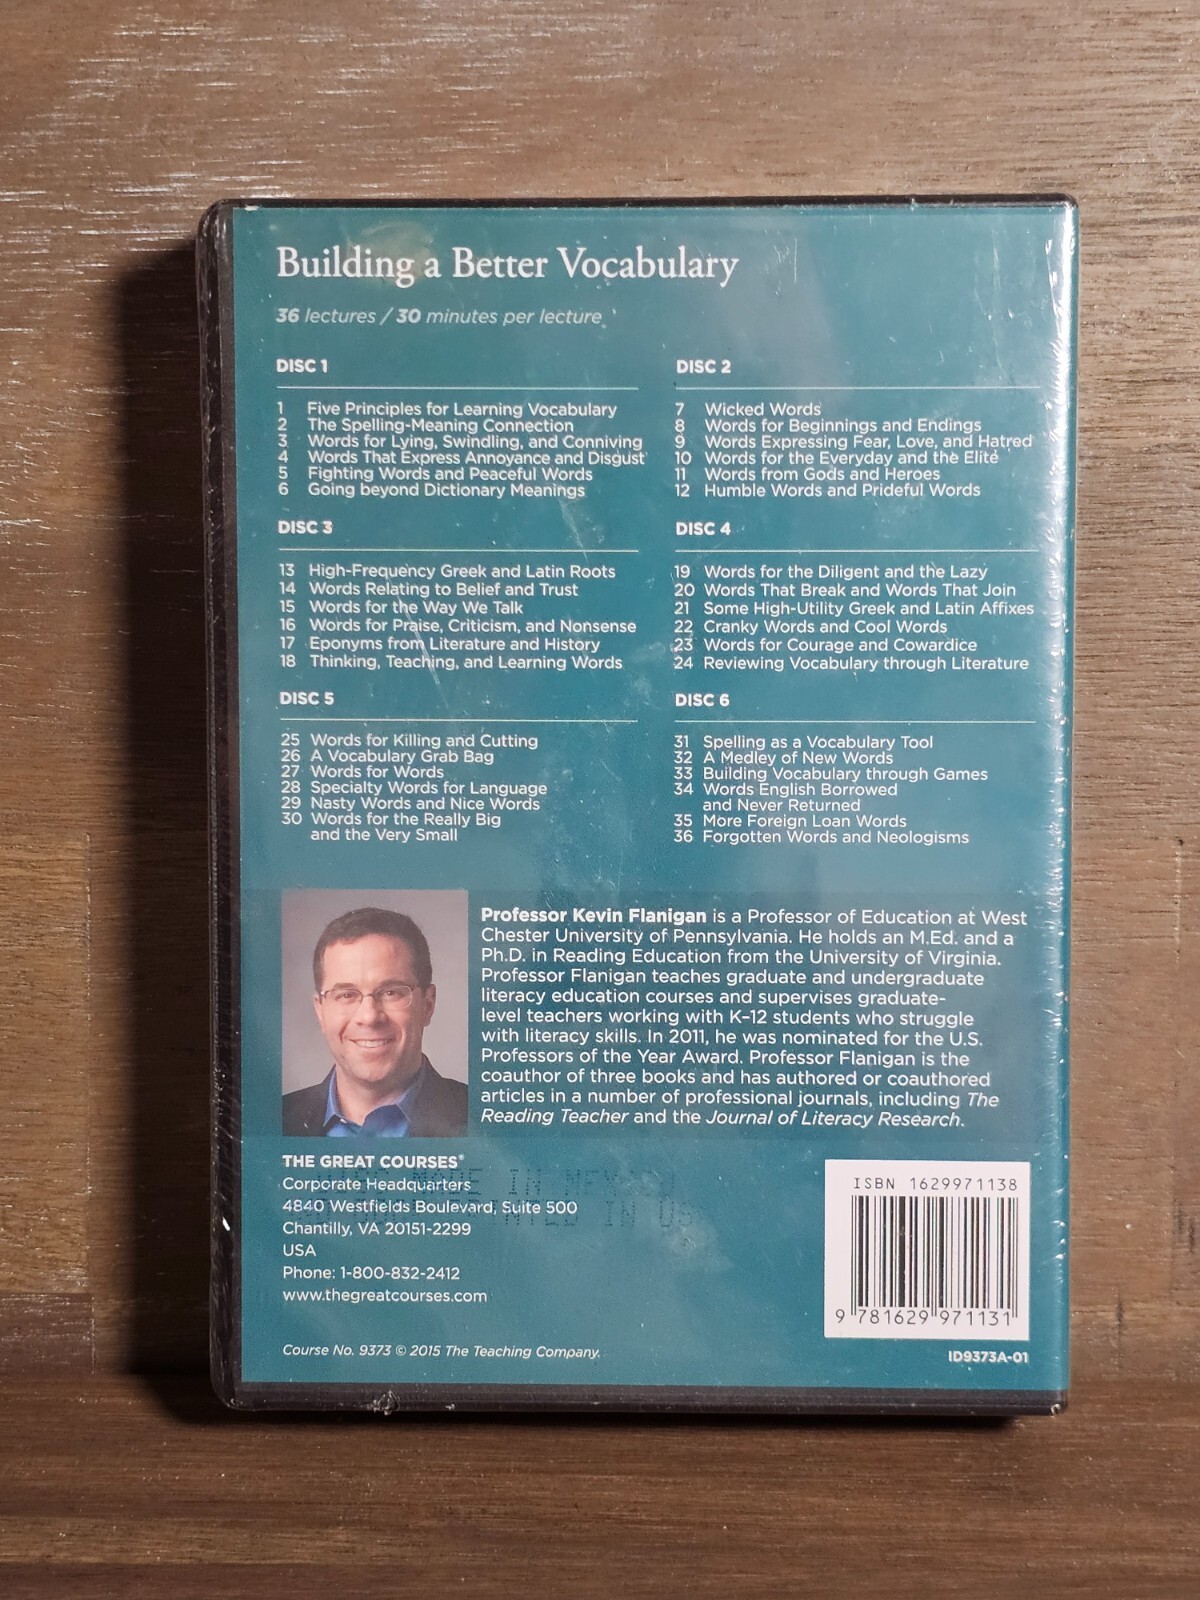 Building a Better Vocabulary
36 lectures / 30 minutes per lecture
DISC 1
1 Five Principles for Learning Vocabulary
2 The Spelling-Meaning Connection
3 Words for Lying, Swindling, and Conniving
4 Words That Express Annoyance and Disgust
5 Fighting Words and Peaceful Words
6 Going beyond Dictionary Meanings
DISC 2
7 Wicked Words
8 Words for Beginnings and Endings
9 Words Expressing Fear, Love, and Hatred
10 Words for the Everyday and the Elite
11 Words from Gods and Heroes
12 Humble Words and Prideful Words
DISC 3
13 High-Frequency Greek and Latin Roots
14 Words Relating to Belief and Trust
15 Words for the Way We Talk
16 Words for Praise, Criticism, and Nonsense
17 Eponyms from Literature and History
18 Thinking, Teaching, and Learning Words
DISC 4
19 Words for the Diligent and the Lazy
20 Words That Break and Words That Join
21 Some High-Utility Greek and Latin Affixes
22 Cranky Words and Cool Words
23 Words for Courage and Cowardice
24 Reviewing Vocabulary through Literature
DISC 5
25 Words for Killing and Cutting
26 A Vocabulary Grab Bag
27 Words for Words
28 Specialty Words for Language
29 Nasty Words and Nice Words
30 Words for the Really Big
and the Very Small
DISC 6
31 Spelling as a Vocabulary Tool
32 A Medley of New Words
33 Building Vocabulary through Games
34 Words English Borrowed
and Never Returned
35 More Foreign Loan Words
36 Forgotten Words and Neologisms
Professor Kevin Flanigan is a Professor of Education at West
Chester University of Pennsylvania. He holds an M.Ed. and a
Ph.D. in Reading Education from the University of Virginia.
Professor Flanigan teaches graduate and undergraduate
literacy education courses and supervises graduate-
level teachers working with K–12 students who struggle
with literacy skills. In 2011, he was nominated for the U.S.
Professors of the Year Award. Professor Flanigan is the
coauthor of three books and has authored or coauthored
articles in a number of professional journals, including The
Reading Teacher and the Journal of Literacy Research.
THE GREAT COURSES®
Corporate Headquarters
4840 Westfields Boulevard, Suite 500
Chantilly, VA 20151-2299
USA
Phone: 1-800-832-2412
www.thegreatcourses.com
MADE IN MEXICO
PRINTED IN US
Course No. 9373 © 2015 The Teaching Company.
ISBN 1629971138
9 781629 971131
ID9373A-01